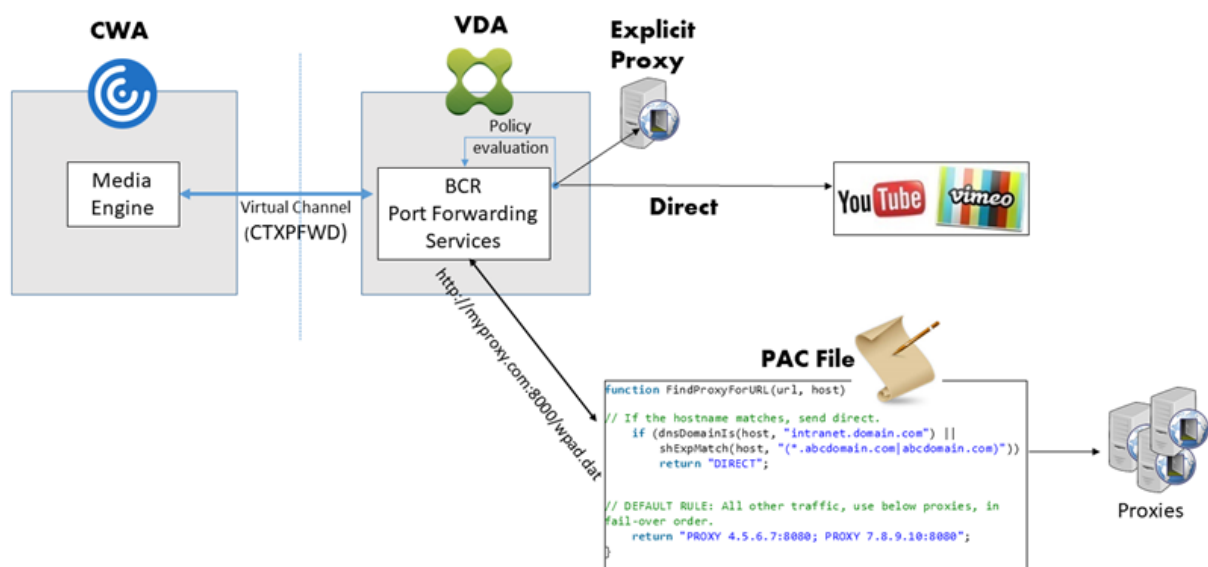 CWA
VDA
Explicit
Proxy
Policy
evaluation
Media
Engine
Virtual Channel
(CTXPFWD)
BCR
Port Forwarding
Services
Direct
YouTube
vimeo
http://myproxy.com:8000/wpad.dat
PAC File
function FindProxyForURL(url, host)
// If the hostname matches, send direct.
if (dnsDomainIs(host, "intranet.domain.com") ||
shExpMatch(host, "(*.abcdomain.com|abcdomain.com)"))
return "DIRECT";
// DEFAULT RULE: All other traffic, use below proxies, in
fail-over order.
return "PROXY 4.5.6.7:8080; PROXY 7.8.9.10:8080";
}
Proxies